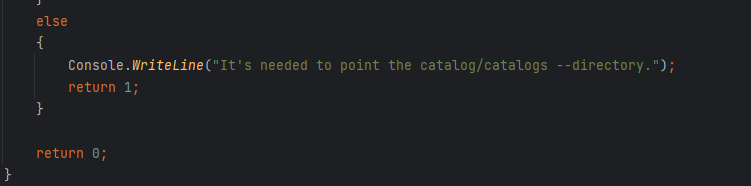 }
else
{
Console.WriteLine("It's needed to point the catalog/catalogs --directory.");
return 1;
}
return 0;
}